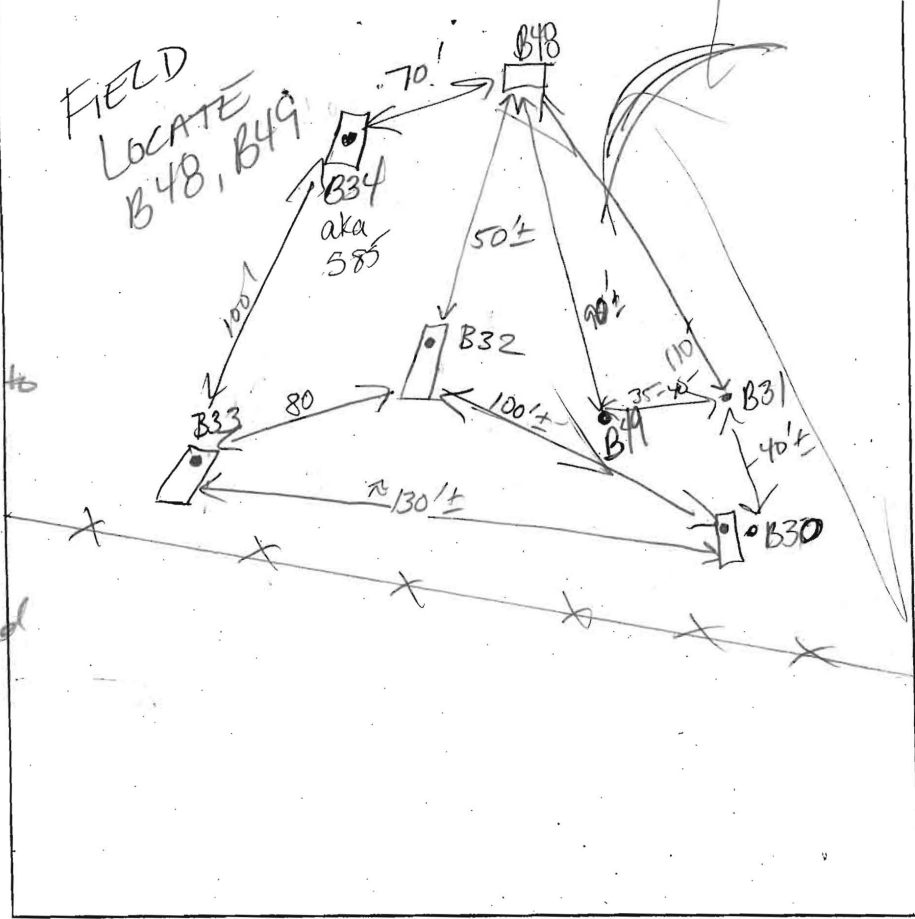 FIELD
LOCATE
B48, B49
B48
70'
B34
aka
585
50'±
100'
90'±
110'
B32
35-40'
B31
to
80
B33
100'±
B49
40'±
≈130'±
B30